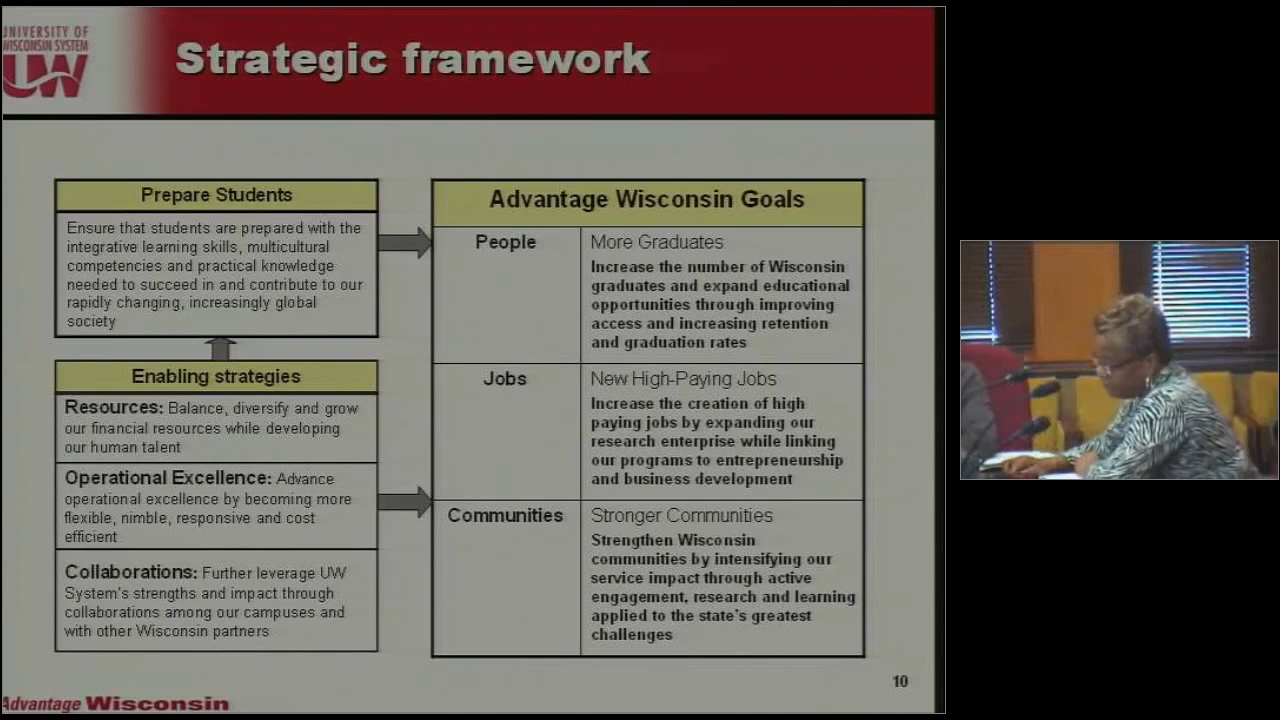 UNIVERSITY OF
WISCONSIN SYSTEM
UW
Strategic framework
Prepare Students
Ensure that students are prepared with the
integrative learning skills, multicultural
competencies and practical knowledge
needed to succeed in and contribute to our
rapidly changing, increasingly global
society
Enabling strategies
Resources: Balance, diversify and grow
our financial resources while developing
our human talent
Operational Excellence: Advance
operational excellence by becoming more
flexible, nimble, responsive and cost
efficient
Collaborations: Further leverage UW
System's strengths and impact through
collaborations among our campuses and
with other Wisconsin partners
Advantage Wisconsin Goals
People
More Graduates
Increase the number of Wisconsin
graduates and expand educational
opportunities through improving
access and increasing retention
and graduation rates
Jobs
New High-Paying Jobs
Increase the creation of high
paying jobs by expanding our
research enterprise while linking
our programs to entrepreneurship
and business development
Communities
Stronger Communities
Strengthen Wisconsin
communities by intensifying our
service impact through active
engagement, research and learning
applied to the state's greatest
challenges
10
Advantage Wisconsin